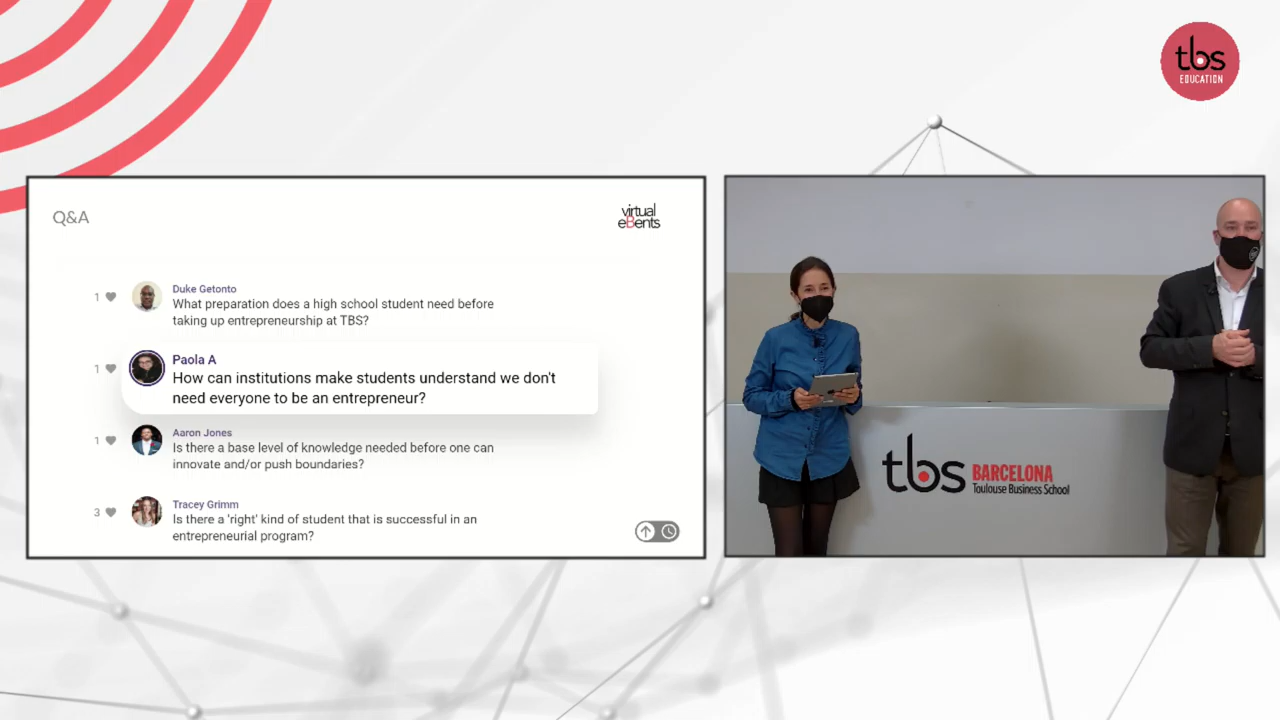 tbs
EDUCATION
Q&A
virtual
eBents
1
Duke Getonto
What preparation does a high school student need before
taking up entrepreneurship at TBS?
1
Paola A
How can institutions make students understand we don't
need everyone to be an entrepreneur?
1
Aaron Jones
Is there a base level of knowledge needed before one can
innovate and/or push boundaries?
3
Tracey Grimm
Is there a 'right' kind of student that is successful in an
entrepreneurial program?
tbs BARCELONA
Toulouse Business School